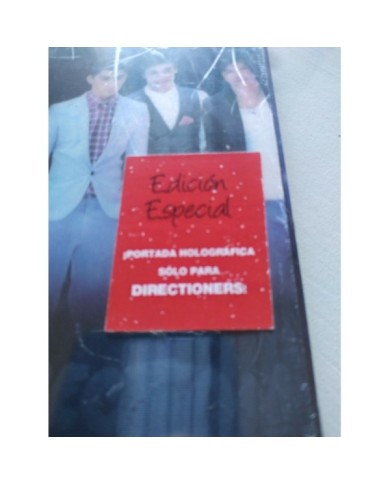 Edición
Especial
¡PORTADA HOLOGRÁFICA
SÓLO PARA
DIRECTIONERS!